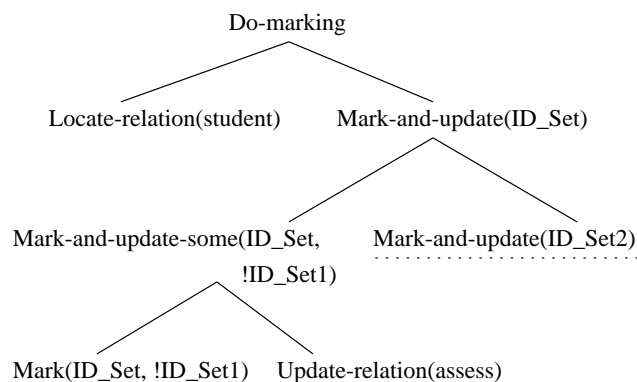 Do-marking
Locate-relation(student) Mark-and-update(ID_Set)
Mark-and-update-some(ID_Set, Mark-and-update(ID_Set2)
!ID_Set1)
Mark(ID_Set, !ID_Set1) Update-relation(assess)